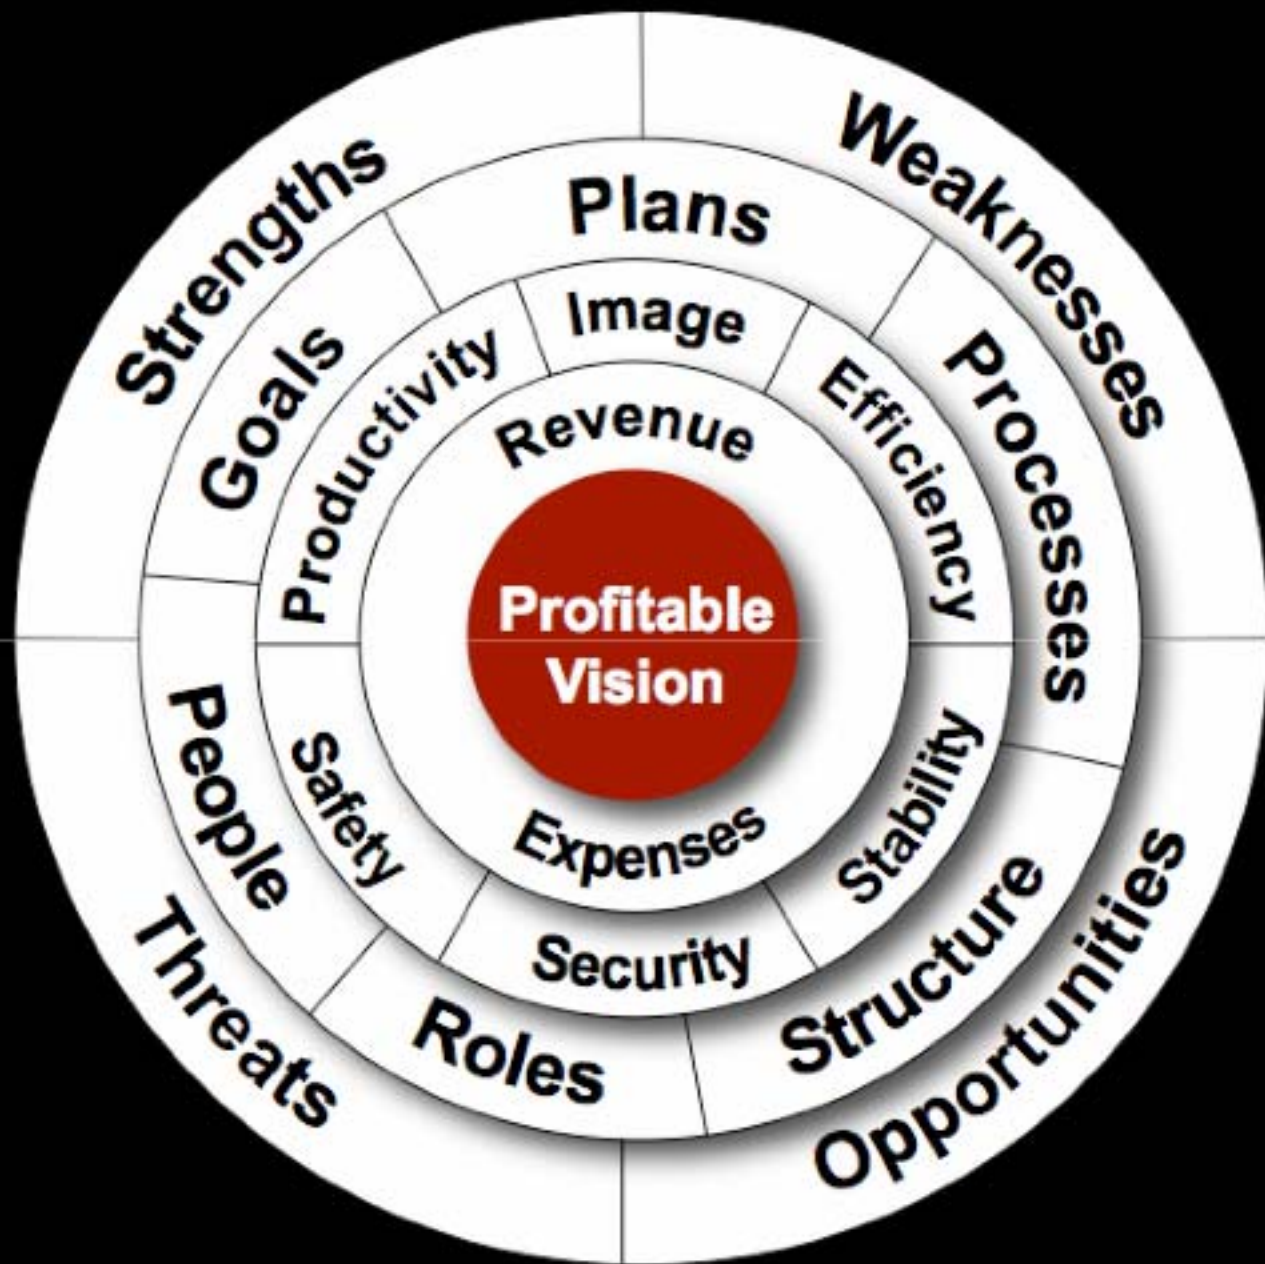 Strengths
Weaknesses
Opportunities
Threats
Goals
Plans
Processes
Structure
Roles
People
Productivity
Image
Efficiency
Stability
Security
Safety
Revenue
Expenses
Profitable
Vision